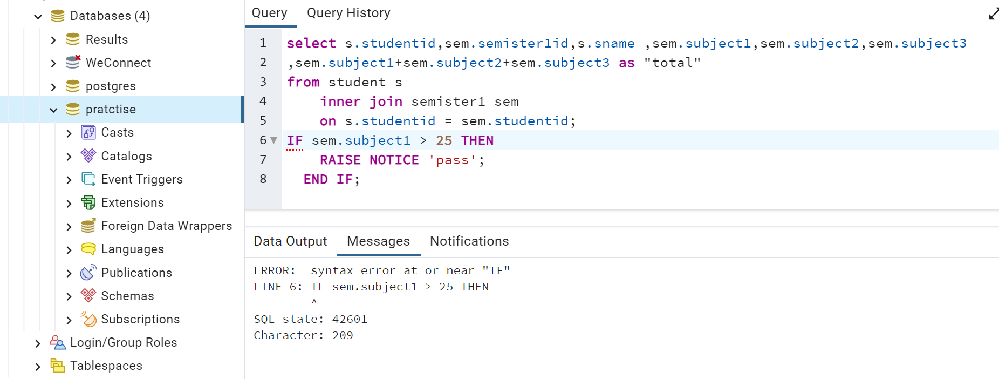 Databases (4)
Results
WeConnect
postgres
pratctise
Casts
Catalogs
Event Triggers
Extensions
Foreign Data Wrappers
Languages
Publications
Schemas
Subscriptions
Login/Group Roles
Tablespaces
Query Query History
1 select s.studentid,sem.semister1id,s.sname ,sem.subject1,sem.subject2,sem.subject3
2 ,sem.subject1+sem.subject2+sem.subject3 as "total"
3 from student s
4 inner join semister1 sem
5 on s.studentid = sem.studentid;
6 IF sem.subject1 > 25 THEN
7 RAISE NOTICE 'pass';
8 END IF;
Data Output Messages Notifications
ERROR: syntax error at or near "IF"
LINE 6: IF sem.subject1 > 25 THEN
^
SQL state: 42601
Character: 209